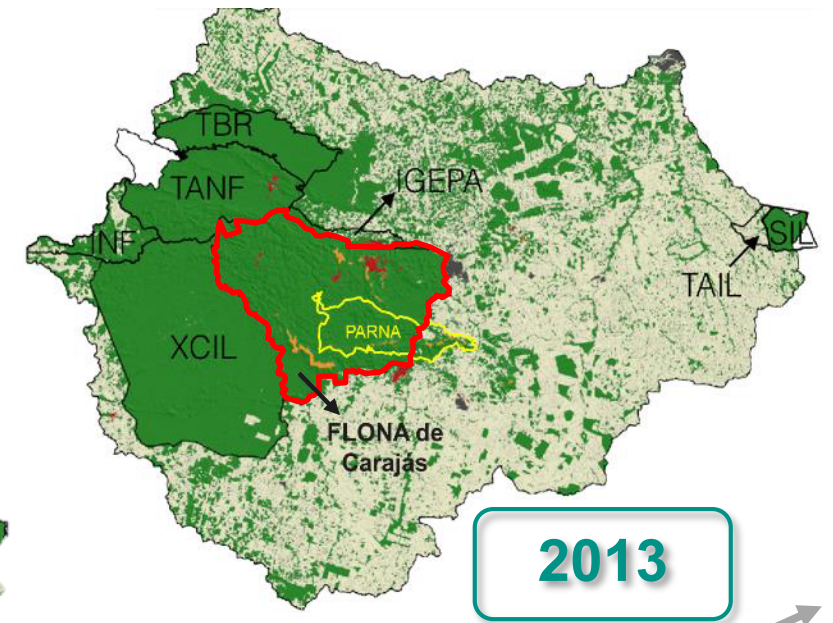 TBR
TANF
IGEPA
INF
SIL
TAIL
PARNA
XCIL
FLONA de
Carajás
2013